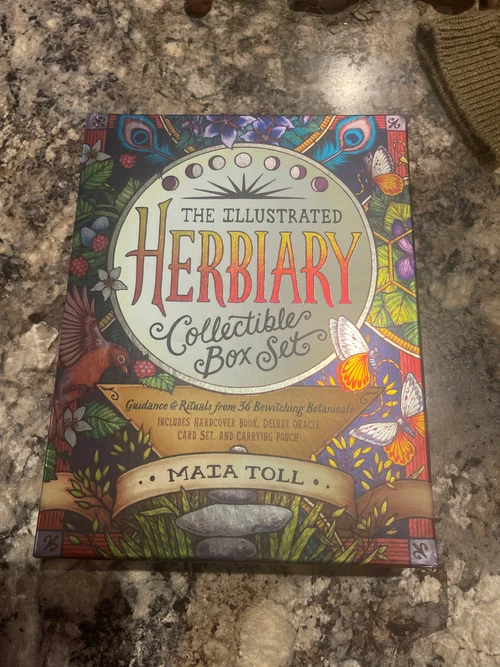 THE ILLUSTRATED
HERBIARY
Collectible
Box Set
Guidance & Rituals from 36 Bewitching Botanicals
INCLUDES HARDCOVER BOOK, DELUXE ORACLE
CARD SET, AND CARRYING POUCH
MAIA TOLL